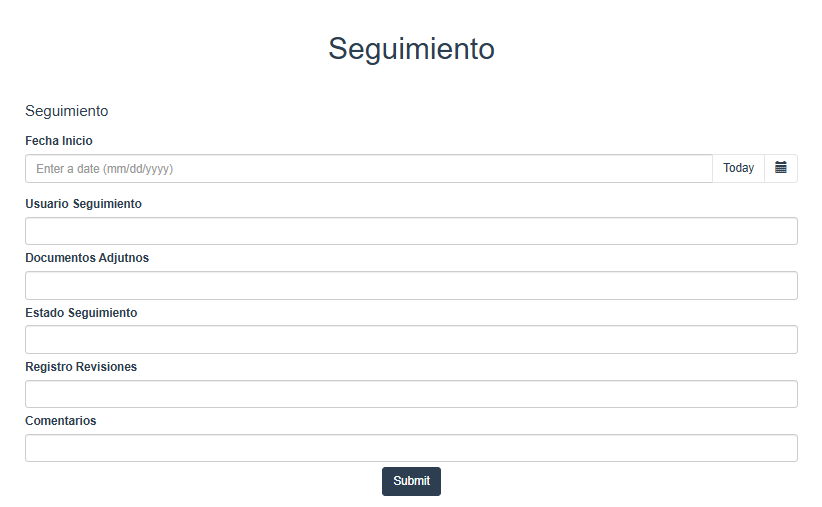 Seguimiento
Seguimiento
Fecha Inicio
Enter a date (mm/dd/yyyy) Today
Usuario Seguimiento
Documentos Adjutnos
Estado Seguimiento
Registro Revisiones
Comentarios
Submit